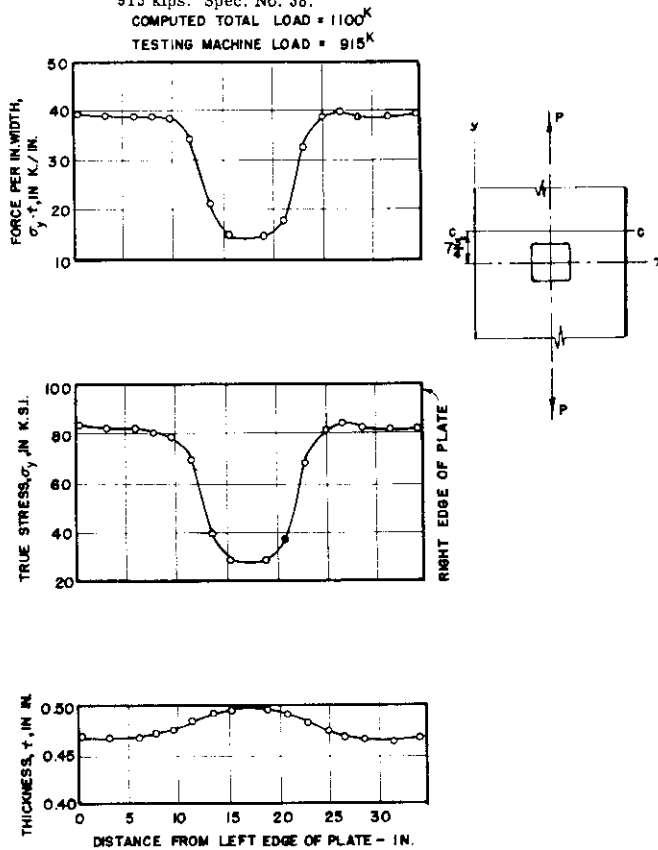 915 kips. Spec. No. 38.
COMPUTED TOTAL LOAD = 1100K
TESTING MACHINE LOAD = 915K
FORCE PER IN. WIDTH,
σy·t, IN K./IN.
50
40
30
20
10
y
P
C
C
P
TRUE STRESS, σy, IN K.S.I.
100
80
60
40
20
RIGHT EDGE OF PLATE
THICKNESS, t, IN IN.
0.50
0.45
0.40
0
5
10
15
20
25
30
DISTANCE FROM LEFT EDGE OF PLATE - IN.